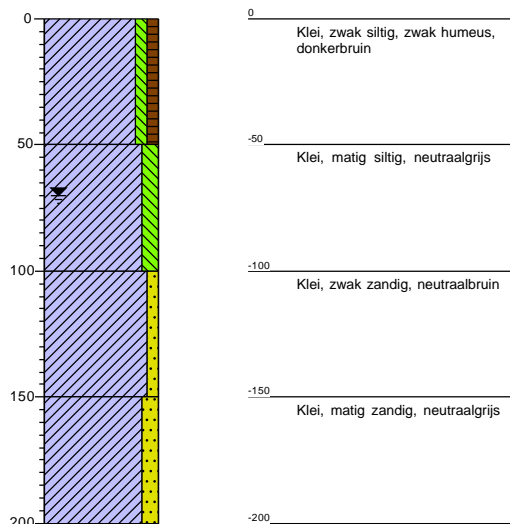 0
50
100
150
200
0
Klei, zwak siltig, zwak humeus,
donkerbruin
-50
Klei, matig siltig, neutraalgrijs
-100
Klei, zwak zandig, neutraalbruin
-150
Klei, matig zandig, neutraalgrijs
-200